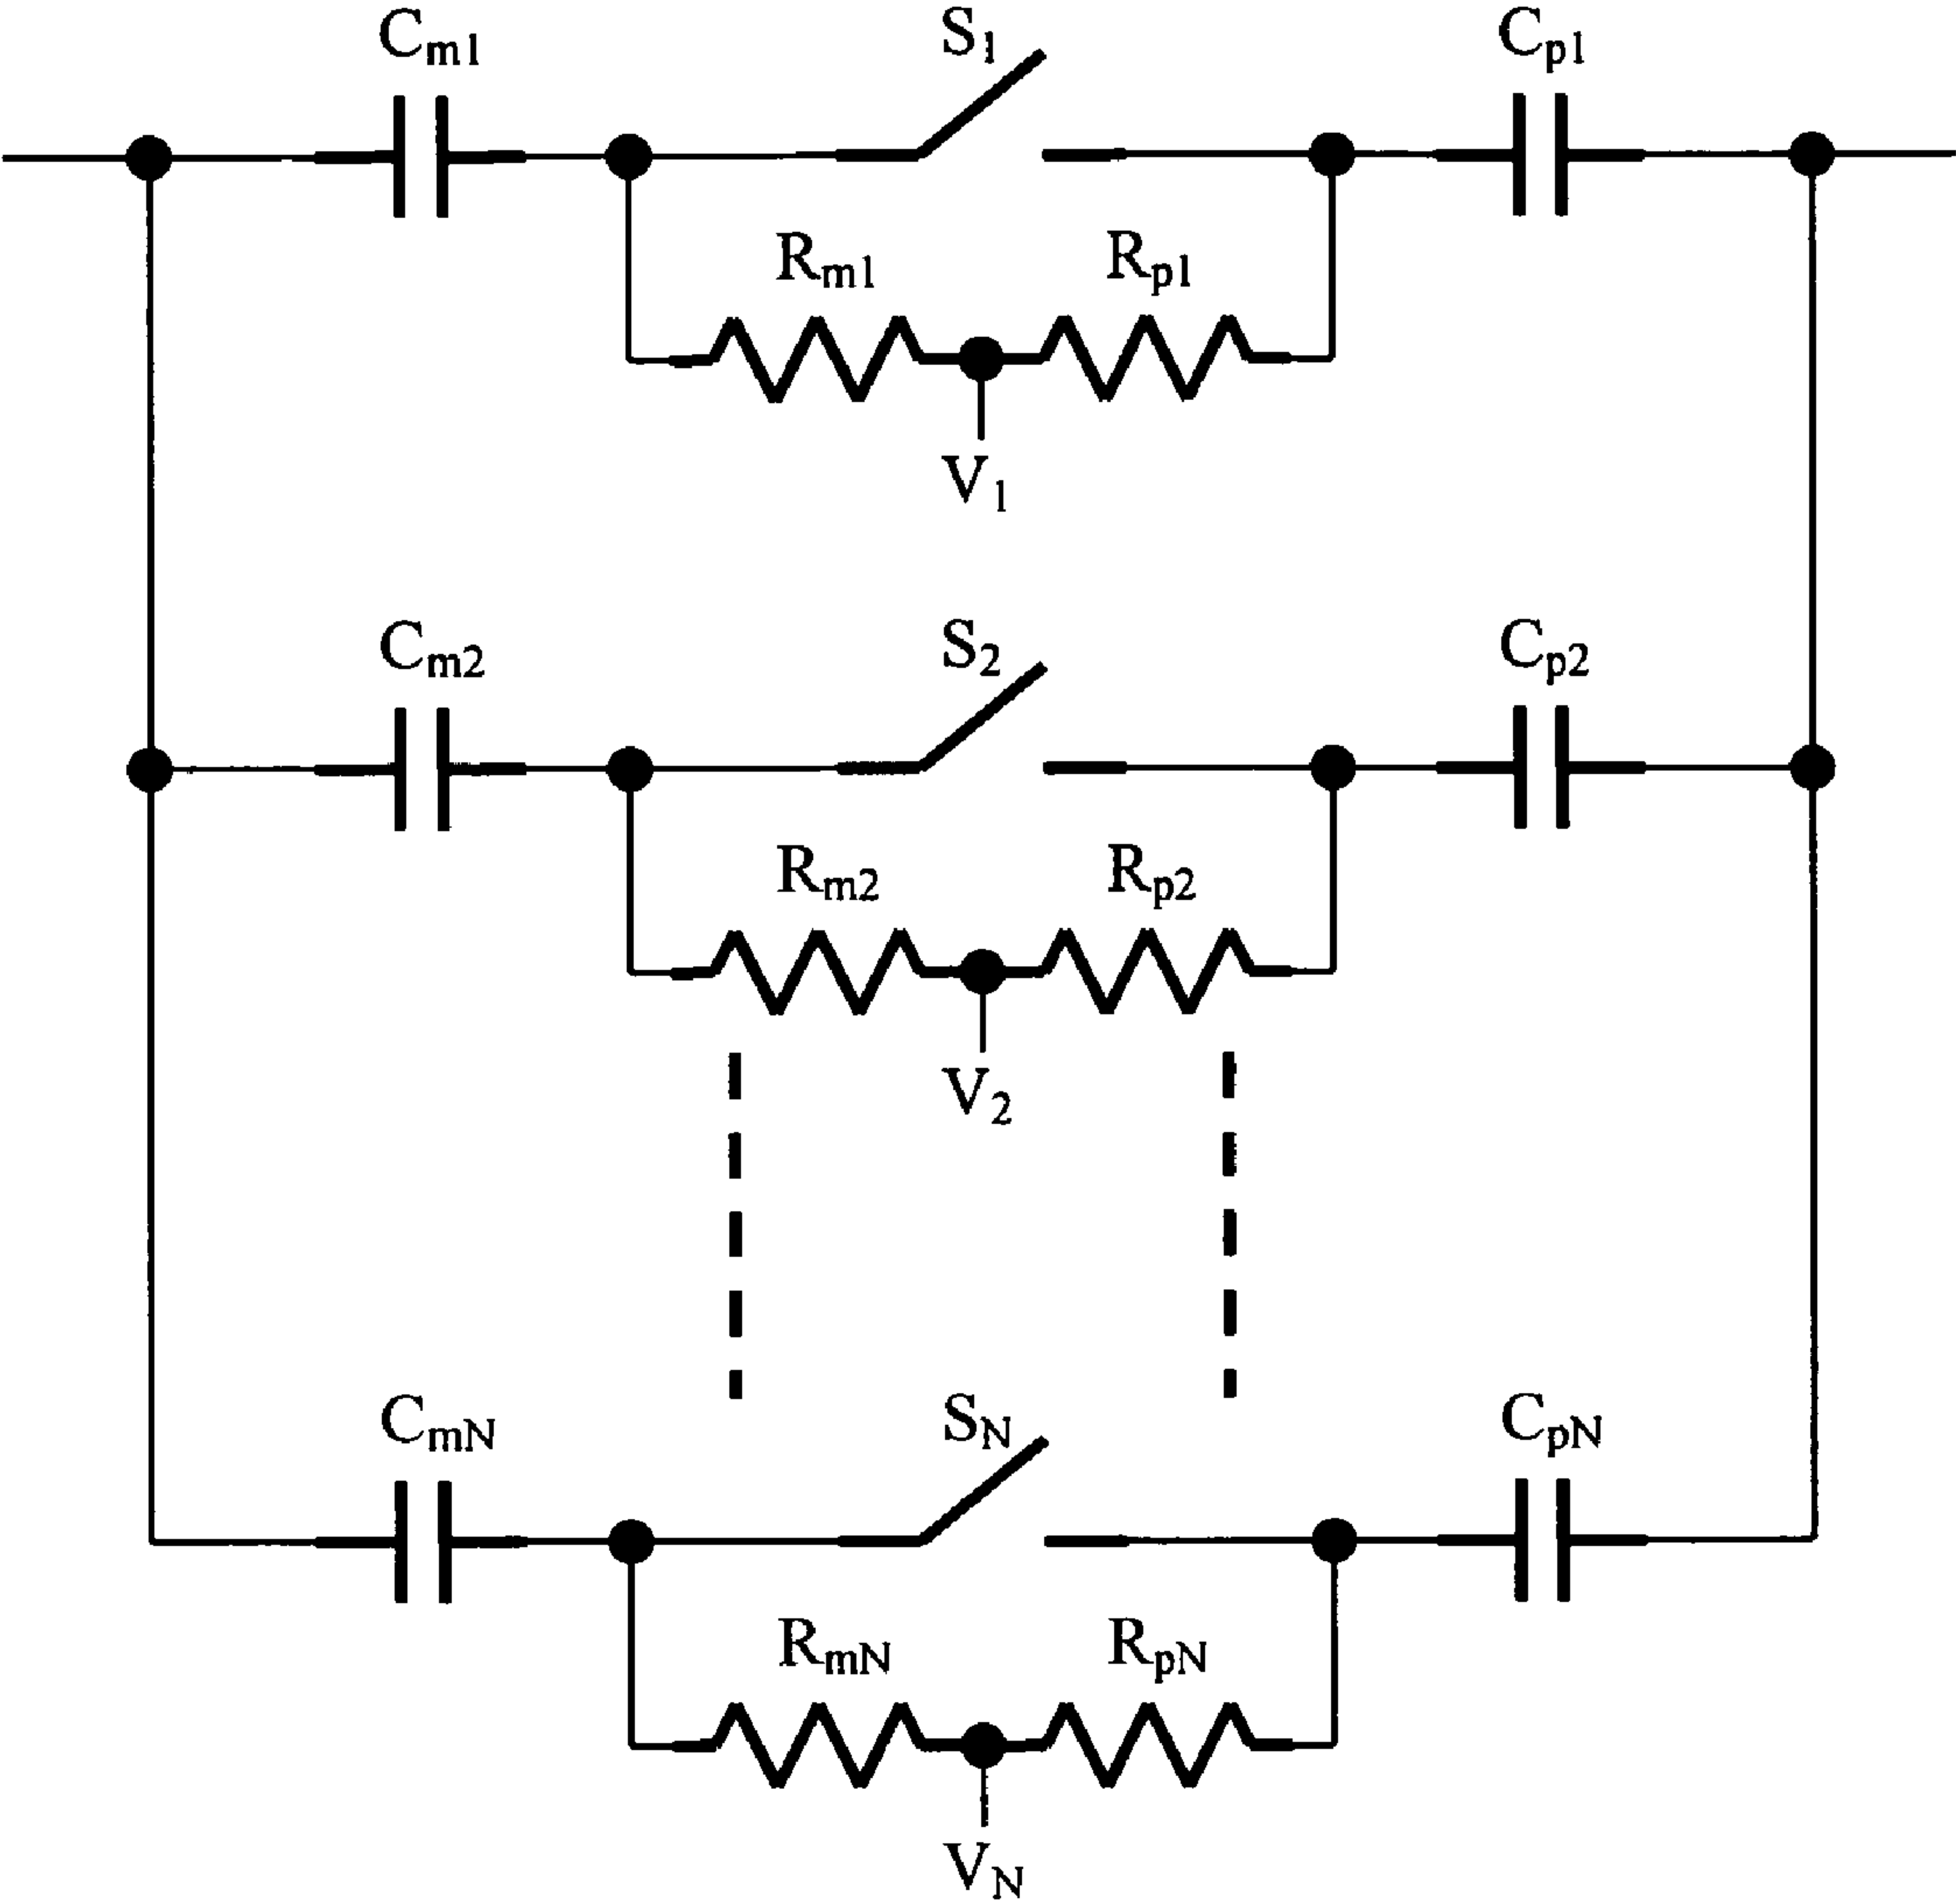 Cm1 S1 Cp1
Rm1 Rp1
V1
Cm2 S2 Cp2
Rm2 Rp2
V2
CmN SN CpN
RmN RpN
VN